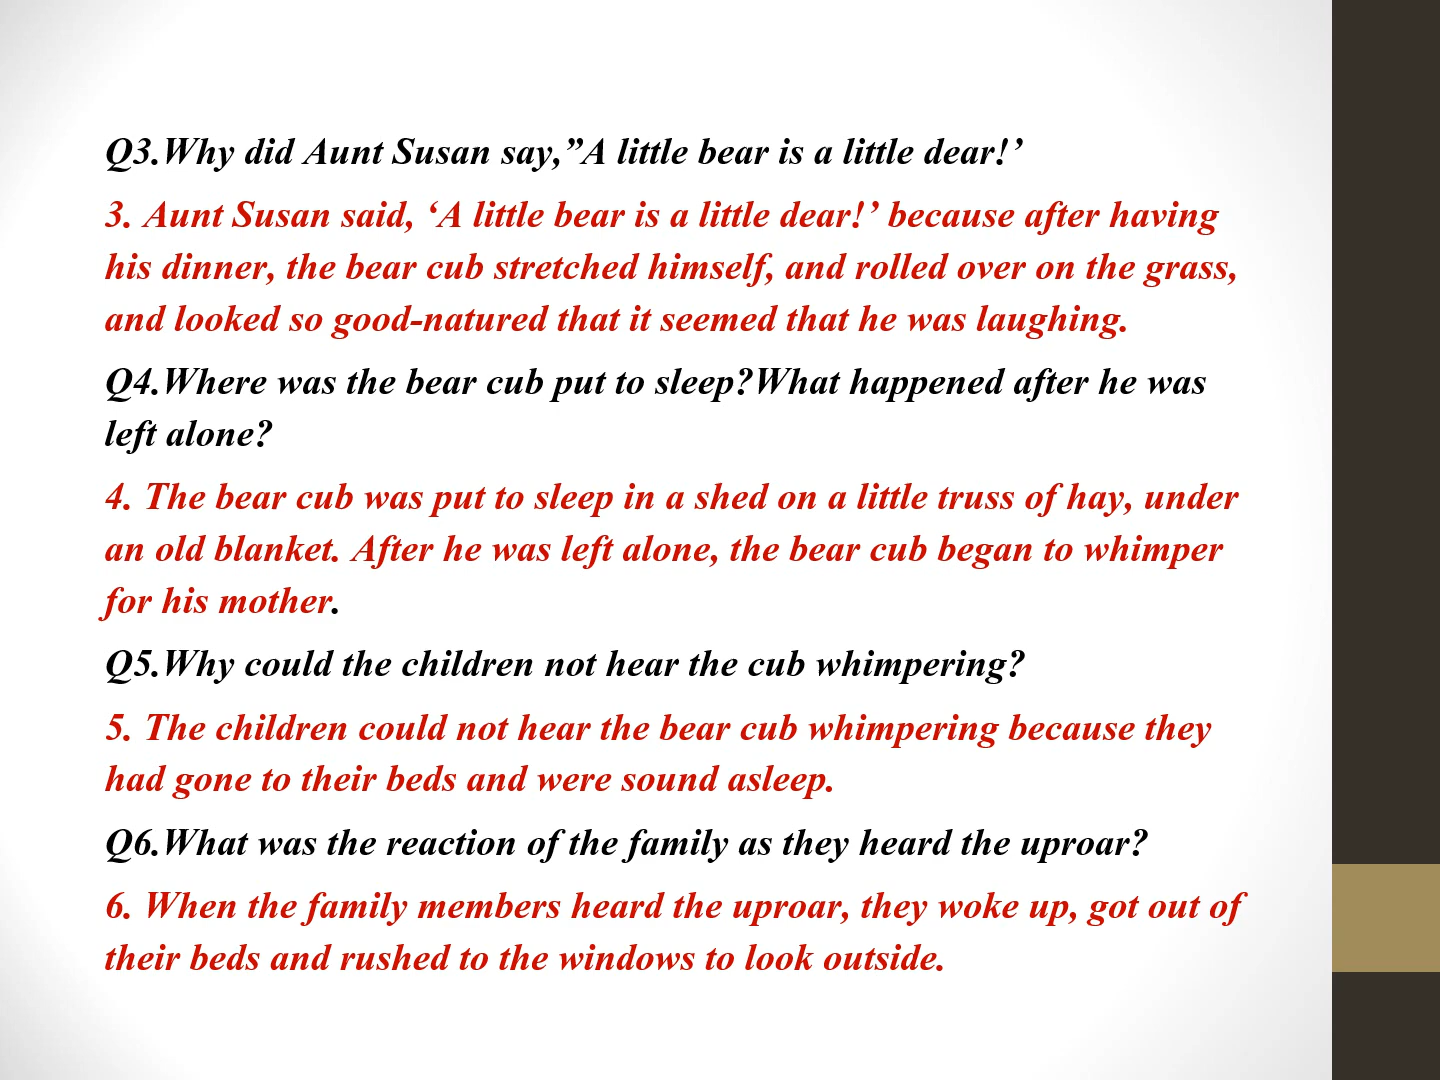 Q3.Why did Aunt Susan say,”A little bear is a little dear!’
3. Aunt Susan said, ‘A little bear is a little dear!’ because after having
his dinner, the bear cub stretched himself, and rolled over on the grass,
and looked so good-natured that it seemed that he was laughing.
Q4.Where was the bear cub put to sleep?What happened after he was
left alone?
4. The bear cub was put to sleep in a shed on a little truss of hay, under
an old blanket. After he was left alone, the bear cub began to whimper
for his mother.
Q5.Why could the children not hear the cub whimpering?
5. The children could not hear the bear cub whimpering because they
had gone to their beds and were sound asleep.
Q6.What was the reaction of the family as they heard the uproar?
6. When the family members heard the uproar, they woke up, got out of
their beds and rushed to the windows to look outside.